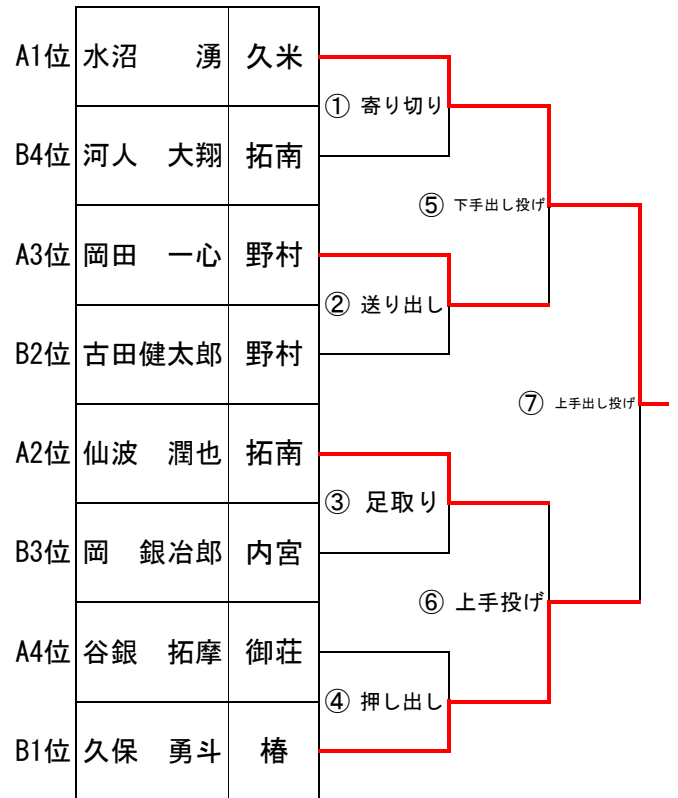 A1位 水沼　湧 久米
① 寄り切り
B4位 河人　大翔 拓南
⑤ 下手出し投げ
A3位 岡田　一心 野村
② 送り出し
B2位 古田健太郎 野村
⑦ 上手出し投げ
A2位 仙波　潤也 拓南
③ 足取り
B3位 岡　銀冶郎 内宮
⑥ 上手投げ
A4位 谷銀　拓摩 御荘
④ 押し出し
B1位 久保　勇斗 椿